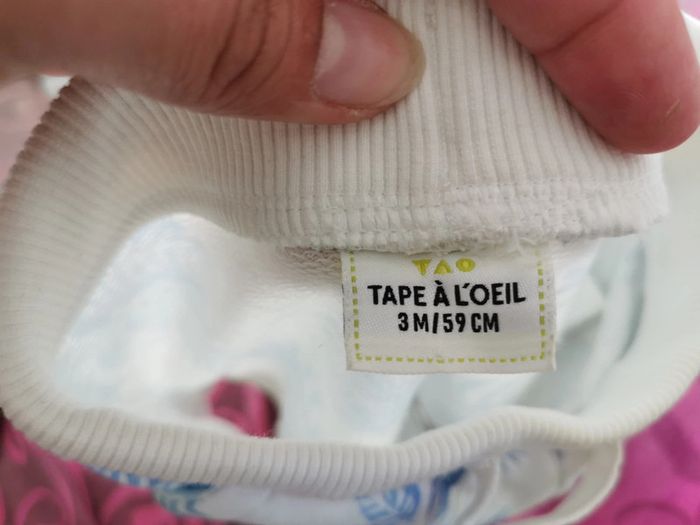 TAO
TAPE À L'OEIL
3M/59CM